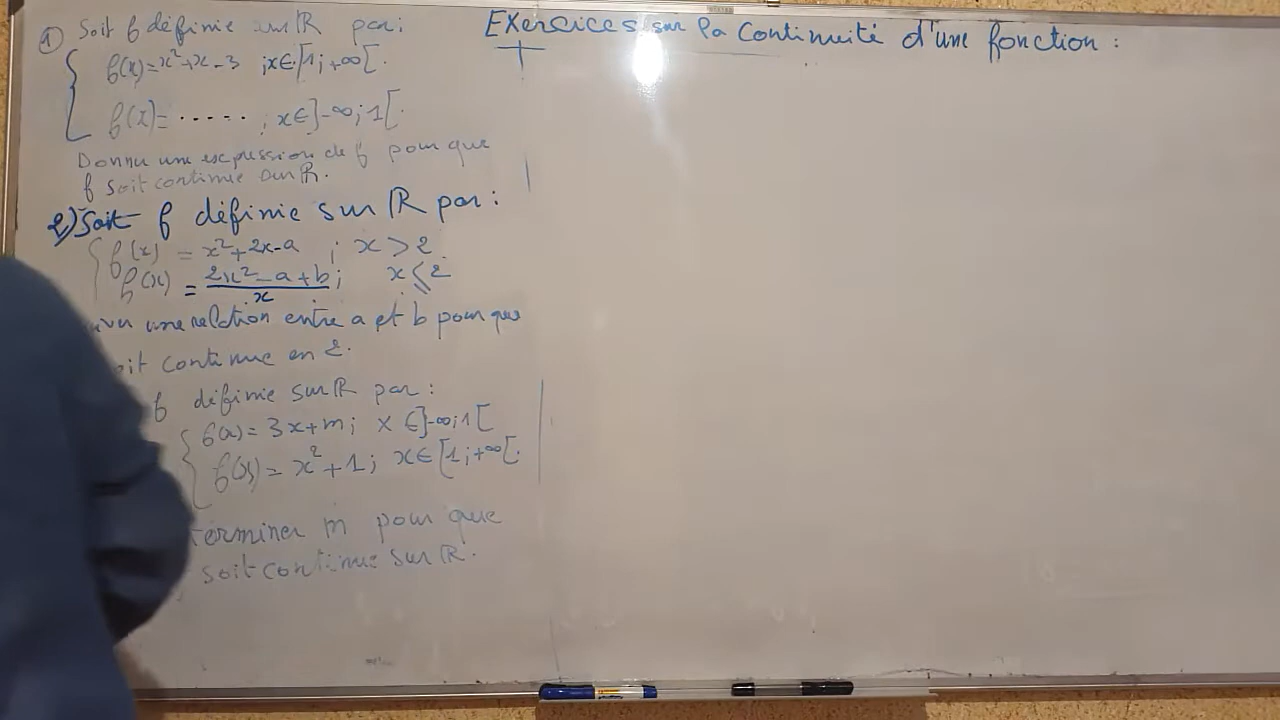 Exercices sur la Continuité d'une fonction :
1) Soit f définie sur ℝ par :
f(x) = x² + x - 3 ; x ∈ [1 ; +∞[.
f(x) = ..... ; x ∈ ]-∞ ; 1[.
Donner une expression de f pour que
f soit continue sur ℝ.
2) Soit f définie sur ℝ par :
f(x) = x² + 2x - a ; x > 2
f(x) = (2x² - a + b) / x ; x ⩽ 2
une relation entre a et b pour que
continue en 2.
f définie sur ℝ par :
f(x) = 3x + m ; x ∈ ]-∞ ; 1[
f(x) = x² + 1 ; x ∈ [1 ; +∞[.
terminer m pour que
soit continue sur ℝ.